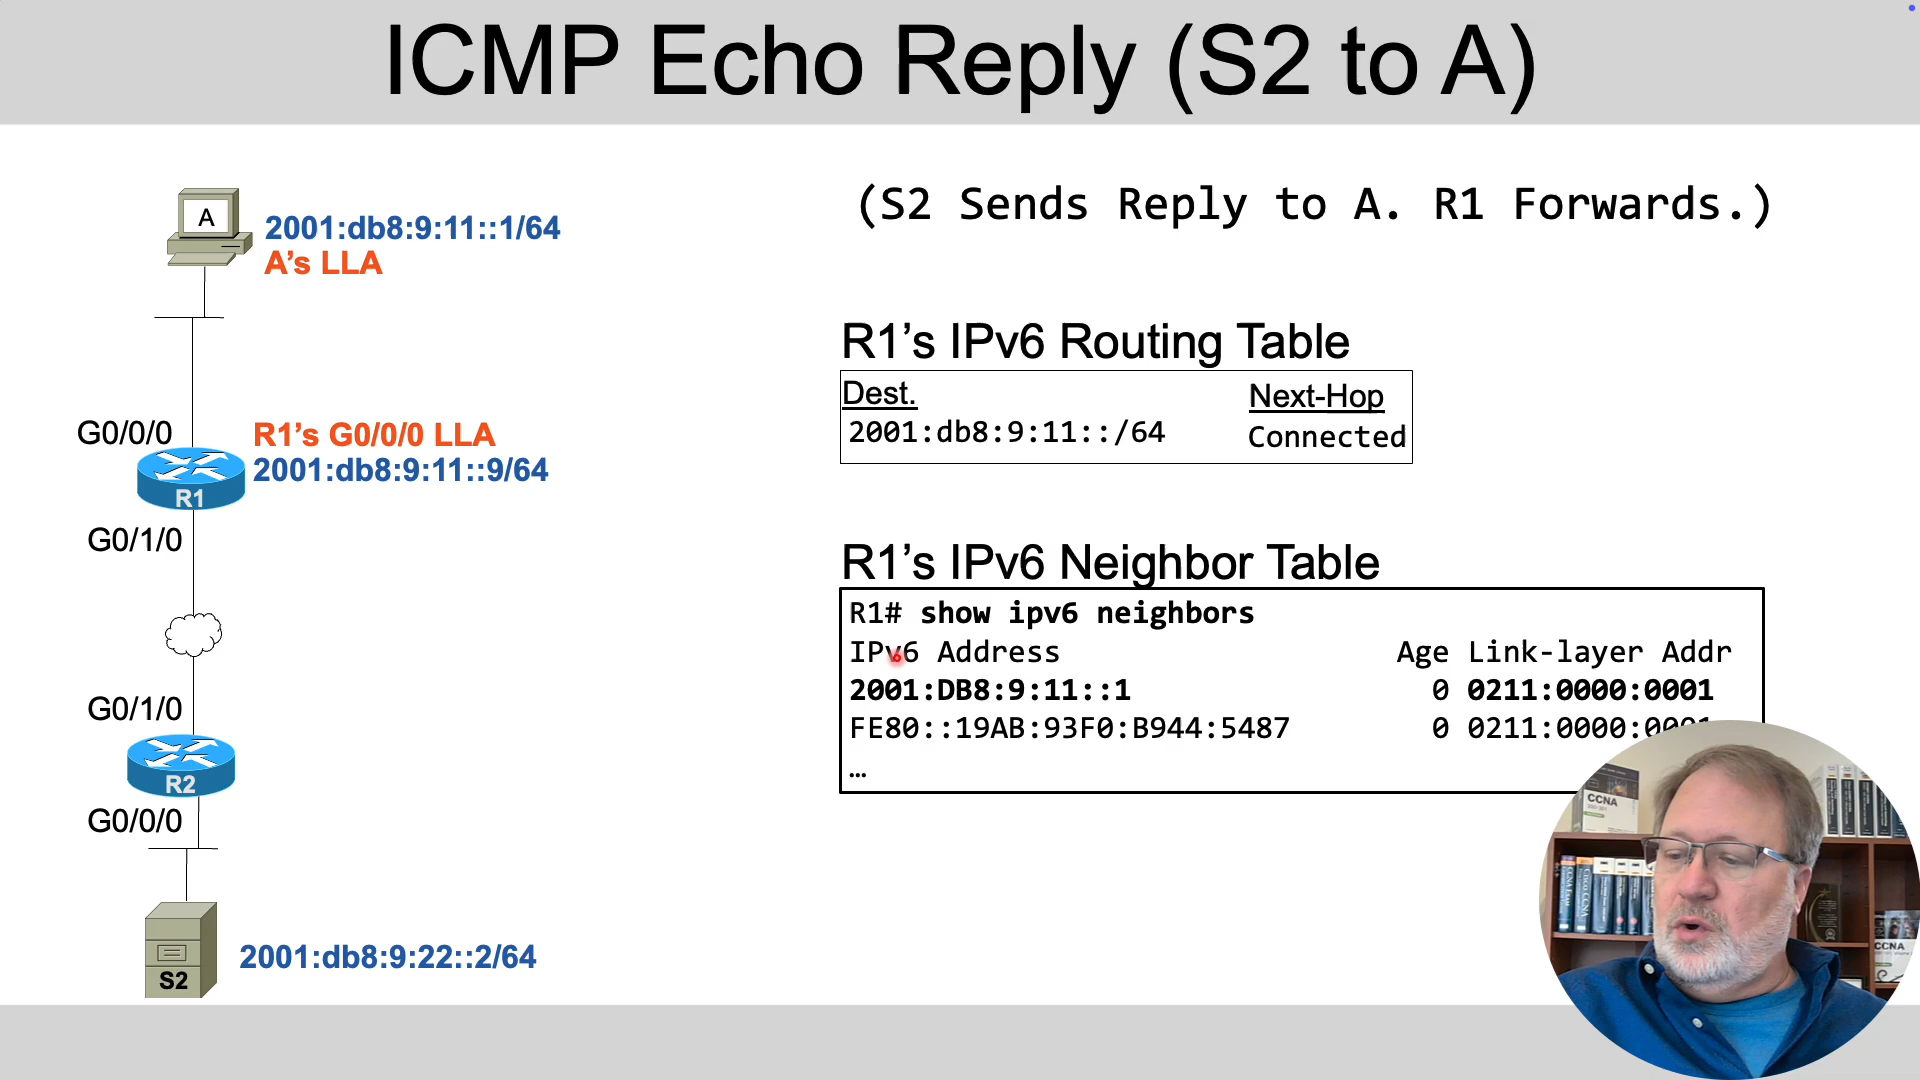 ICMP Echo Reply (S2 to A)
(S2 Sends Reply to A. R1 Forwards.)
A
2001:db8:9:11::1/64
A’s LLA
G0/0/0
R1’s G0/0/0 LLA
2001:db8:9:11::9/64
R1
G0/1/0
G0/1/0
R2
G0/0/0
S2
2001:db8:9:22::2/64
R1’s IPv6 Routing Table
Dest. Next-Hop
2001:db8:9:11::/64 Connected
R1’s IPv6 Neighbor Table
R1# show ipv6 neighbors
IPv6 Address Age Link-layer Addr
2001:DB8:9:11::1 0 0211:0000:0001
FE80::19AB:93F0:B944:5487 0 0211:0000:0001
…
CCNA
CCNA